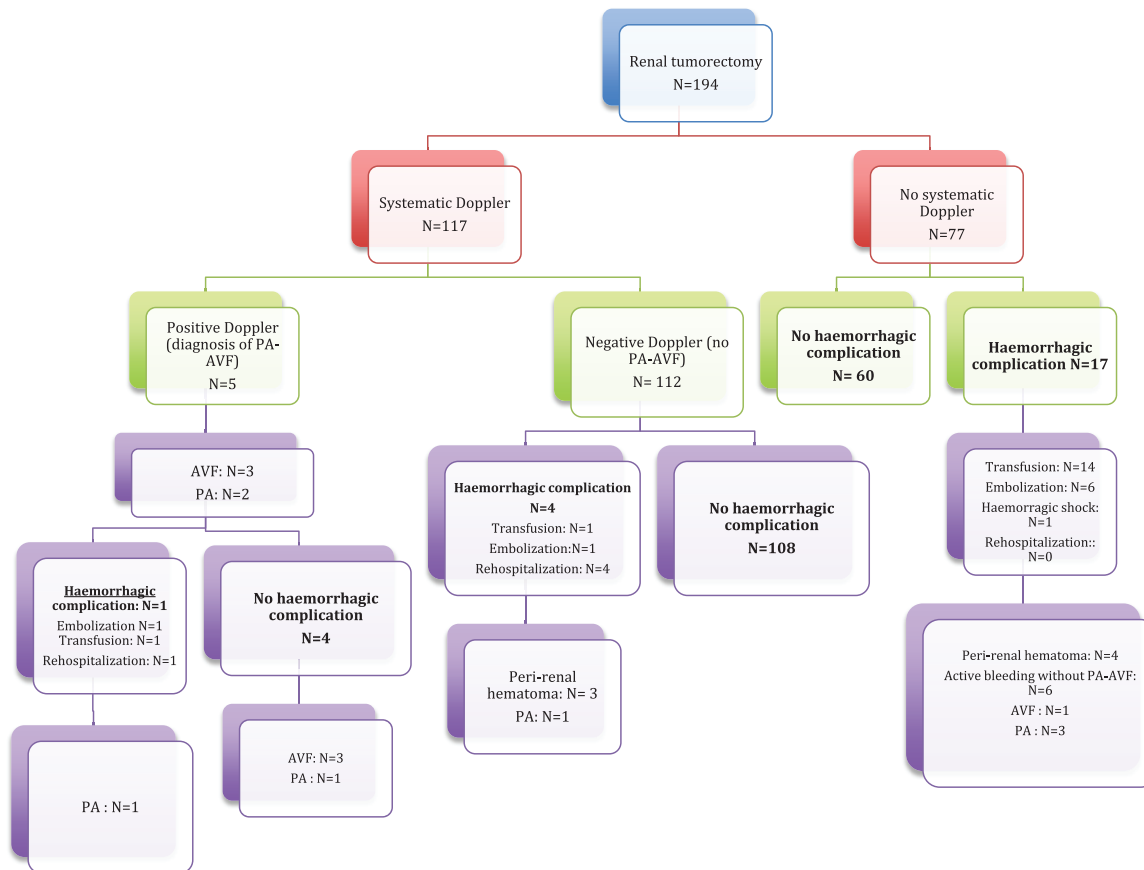 Renal tumorectomy
N=194
Systematic Doppler
N=117
No systematic
Doppler
N=77
Positive Doppler
(diagnosis of PA-
AVF)
N=5
Negative Doppler (no
PA-AVF)
N= 112
No haemorrhagic
complication
N= 60
Haemorrhagic
complication N=17
AVF: N=3
PA: N=2
Haemorrhagic complication
N=4
Transfusion: N=1
Embolization:N=1
Rehospitalization: N=4
No haemorrhagic
complication
N=108
Transfusion: N=14
Embolization: N=6
Haemorragic shock:
N=1
Rehospitalization::
N=0
Haemorrhagic
complication: N=1
Embolization N=1
Transfusion: N=1
Rehospitalization: N=1
No haemorrhagic
complication
N=4
Peri-renal
hematoma: N= 3
PA: N=1
Peri-renal hematoma: N=4
Active bleeding without PA-AVF:
N=6
AVF : N=1
PA : N=3
PA : N=1
AVF: N=3
PA : N=1